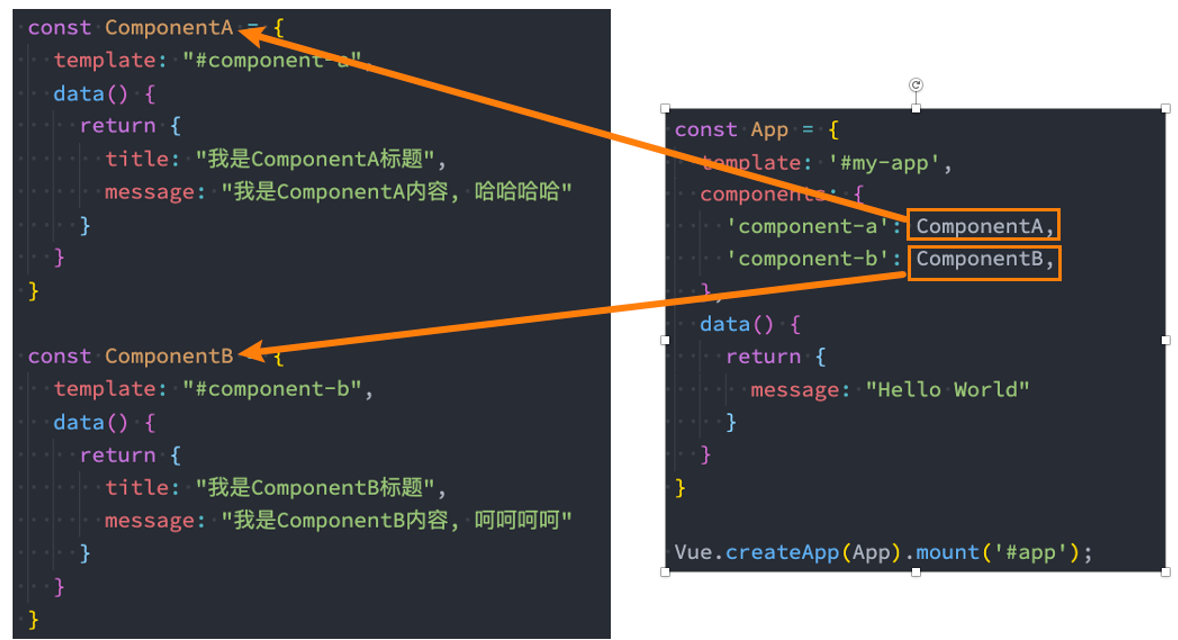 const ComponentA = {
template: "#component-a",
data() {
return {
title: "我是ComponentA标题",
message: "我是ComponentA内容, 哈哈哈哈"
}
}
}
const ComponentB = {
template: "#component-b",
data() {
return {
title: "我是ComponentB标题",
message: "我是ComponentB内容, 呵呵呵呵"
}
}
}
const App = {
template: '#my-app',
components: {
'component-a': ComponentA,
'component-b': ComponentB,
},
data() {
return {
message: "Hello World"
}
}
}
Vue.createApp(App).mount('#app');